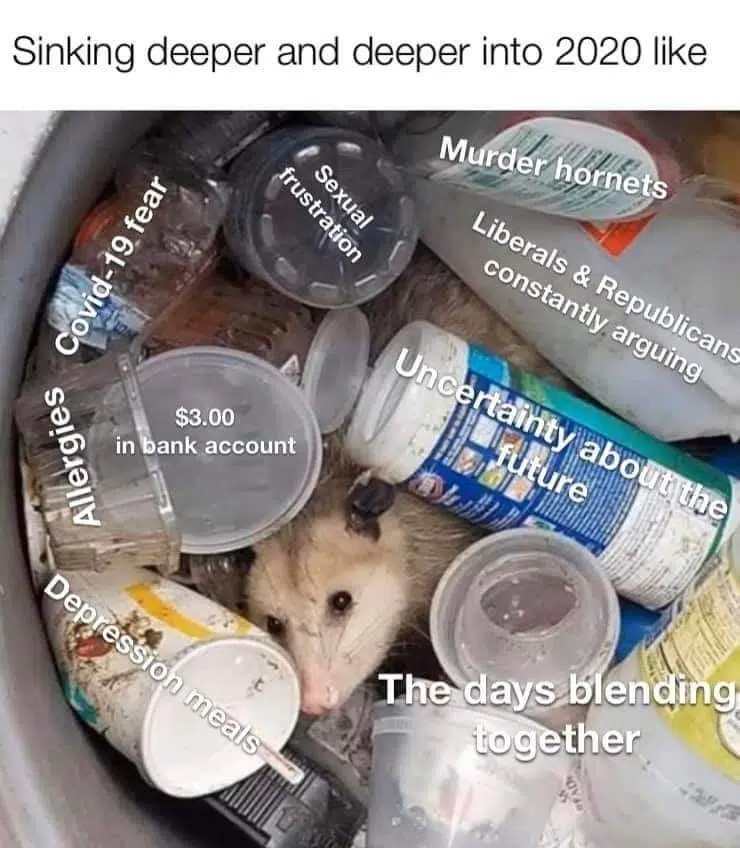 Sinking deeper and deeper into 2020 like
Murder hornets
Sexual
frustration
Covid-19 fear
Liberals & Republicans
constantly arguing
Uncertainty about the
future
$3.00
in bank account
Allergies
Depression meals
The days blending
together